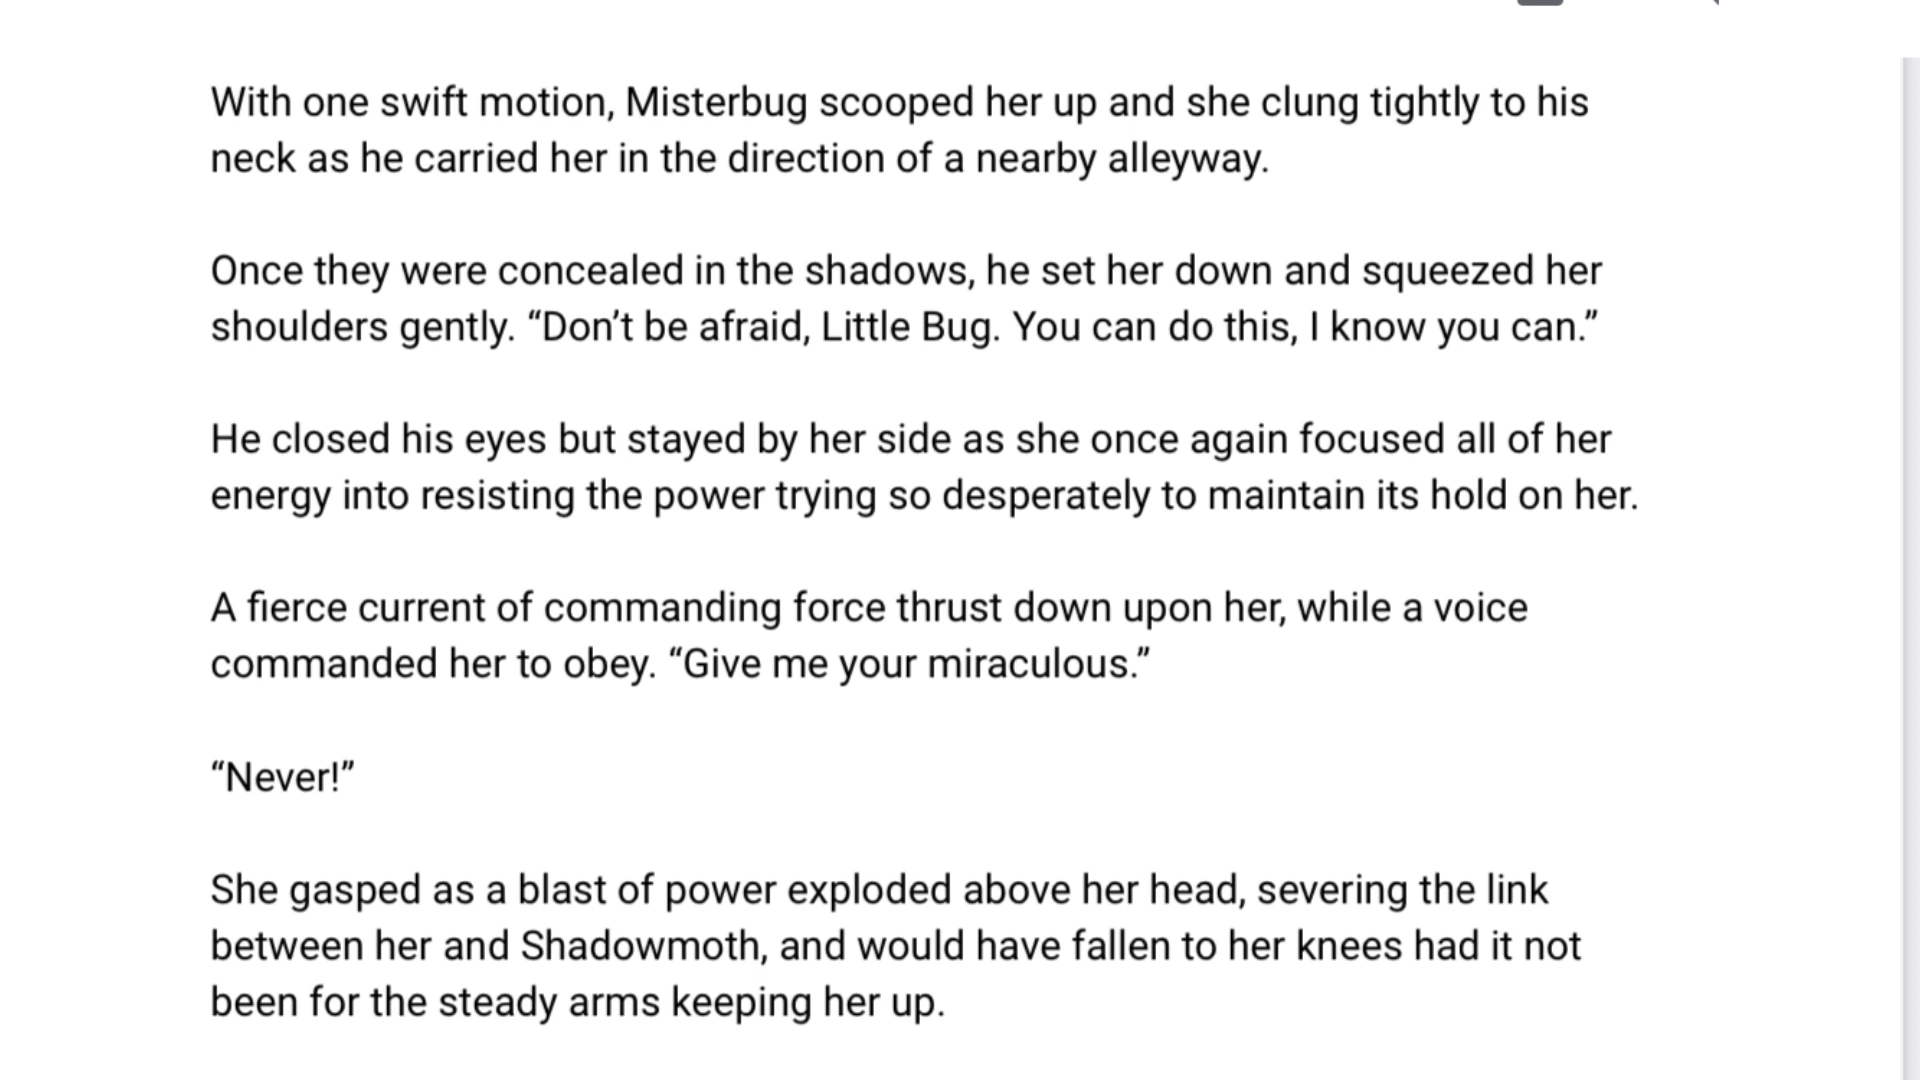 With one swift motion, Misterbug scooped her up and she clung tightly to his
neck as he carried her in the direction of a nearby alleyway.
Once they were concealed in the shadows, he set her down and squeezed her
shoulders gently. “Don’t be afraid, Little Bug. You can do this, I know you can.”
He closed his eyes but stayed by her side as she once again focused all of her
energy into resisting the power trying so desperately to maintain its hold on her.
A fierce current of commanding force thrust down upon her, while a voice
commanded her to obey. “Give me your miraculous.”
“Never!”
She gasped as a blast of power exploded above her head, severing the link
between her and Shadowmoth, and would have fallen to her knees had it not
been for the steady arms keeping her up.